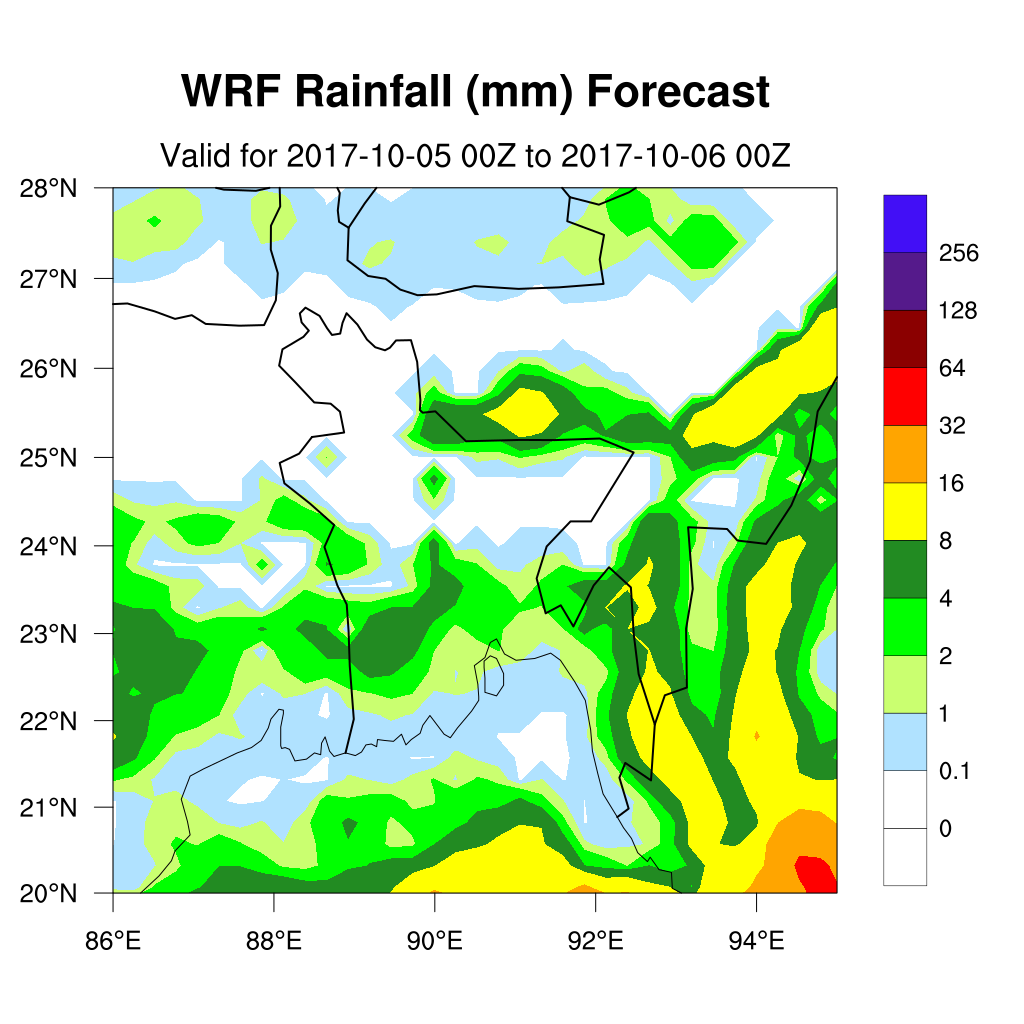 WRF Rainfall (mm) Forecast
Valid for 2017-10-05 00Z to 2017-10-06 00Z
28°N
27°N
26°N
25°N
24°N
23°N
22°N
21°N
20°N
86°E 88°E 90°E 92°E 94°E
256
128
64
32
16
8
4
2
1
0.1
0